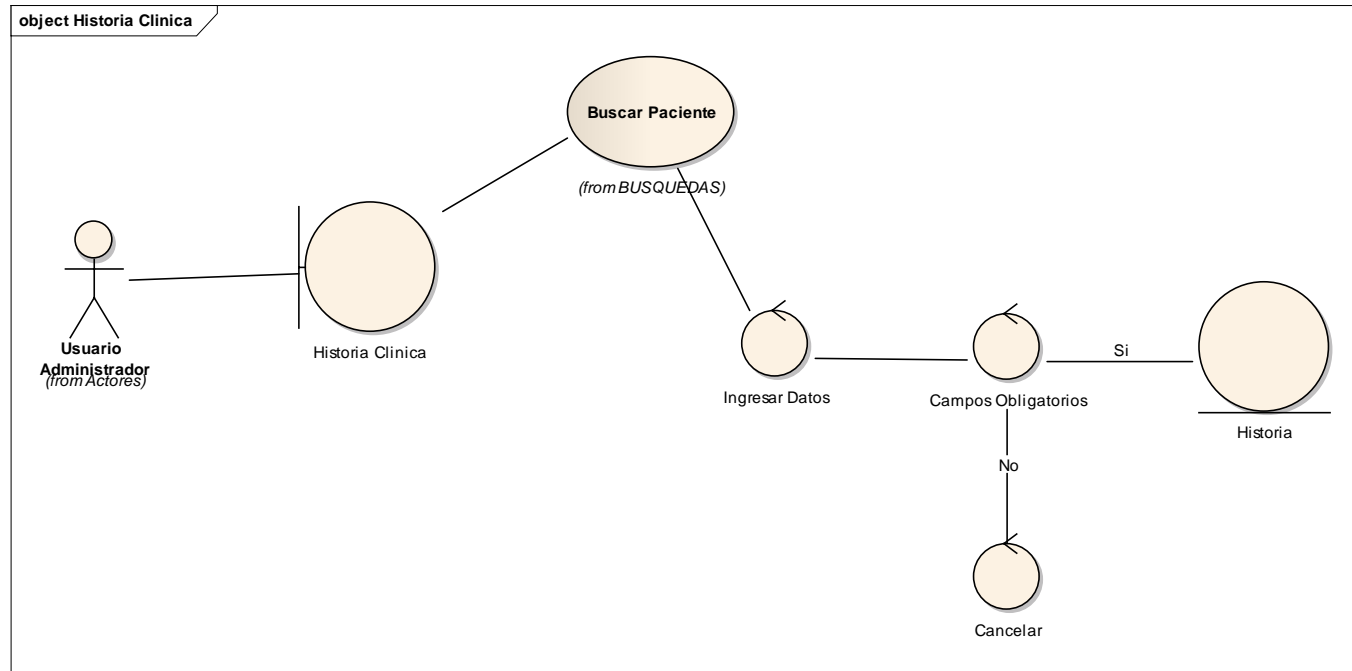 object Historia Clinica
Buscar Paciente
(from BUSQUEDAS)
Usuario
Administrador
(from Actores)
Historia Clinica
Ingresar Datos
Campos Obligatorios
Si
Historia
No
Cancelar